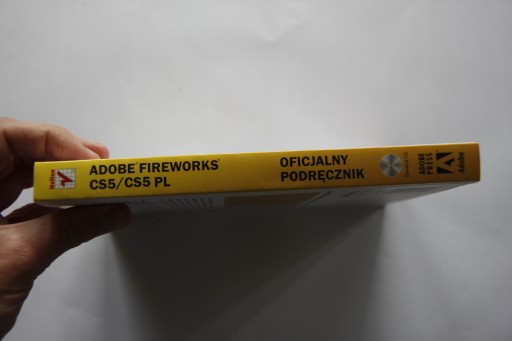 Helion
ADOBE® FIREWORKS®
CS5/CS5 PL
OFICJALNY
PODRĘCZNIK
ADOBE
PRESS
Adobe